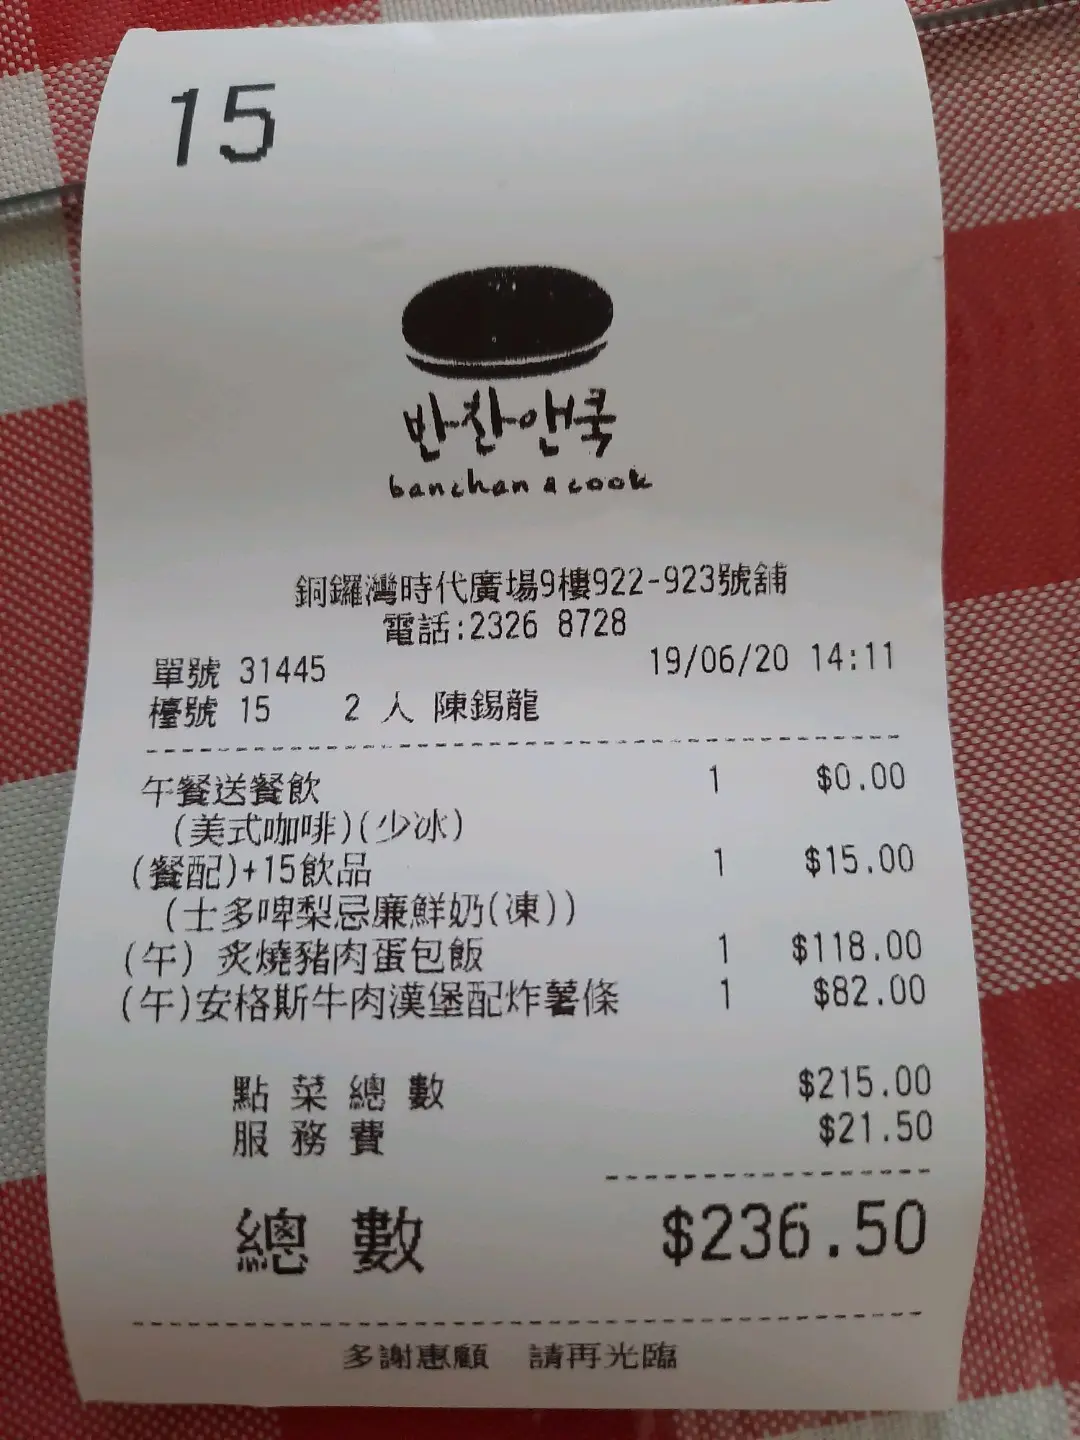 15
반찬앤쿡
banchan & cook
銅鑼灣時代廣場9樓922-923號舖
電話:2326 8728
單號 31445 19/06/20 14:11
檯號 15 2 人 陳錫龍
午餐送餐飲 1 $0.00
(美式咖啡)(少冰)
(餐配)+15飲品 1 $15.00
(士多啤梨忌廉鮮奶(凍))
(午) 炙燒豬肉蛋包飯 1 $118.00
(午)安格斯牛肉漢堡配炸薯條 1 $82.00
點菜總數 $215.00
服務費 $21.50
總數 $236.50
多謝惠顧 請再光臨